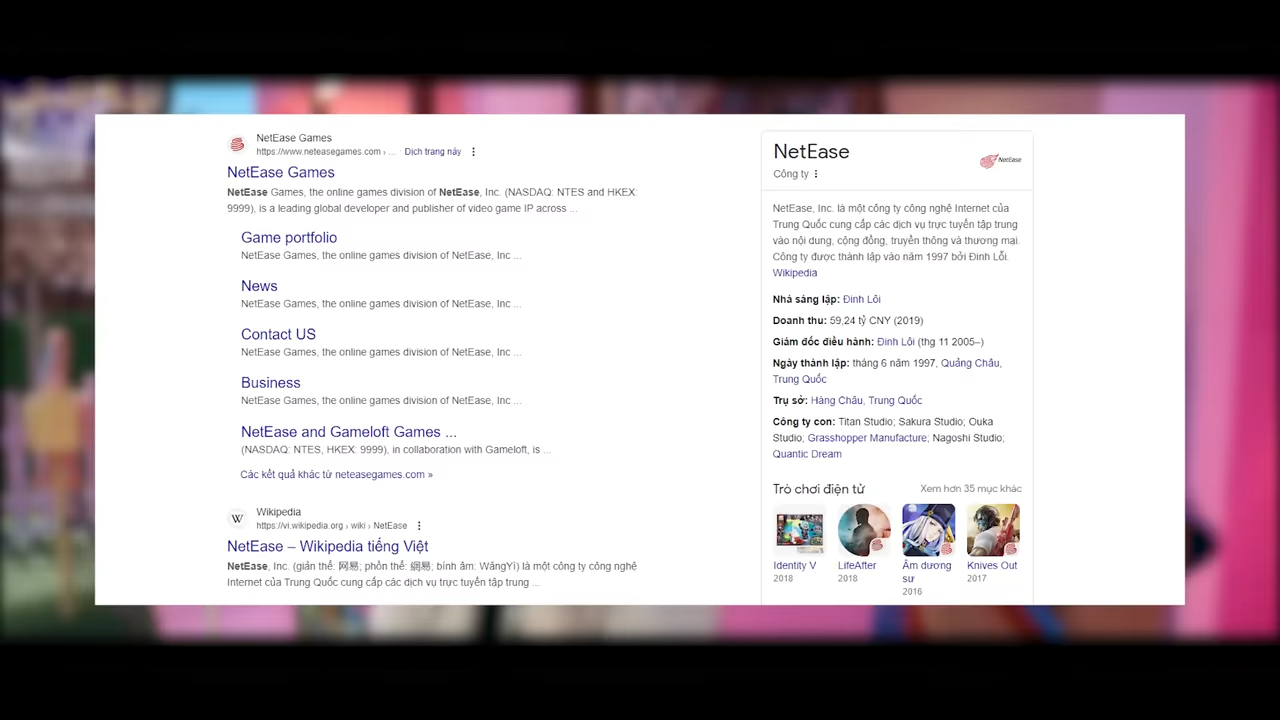 NetEase Games
https://www.neteasegames.com › ... · Dịch trang này
NetEase Games
NetEase Games, the online games division of NetEase, Inc. (NASDAQ: NTES and HKEX:
9999), is a leading global developer and publisher of video game IP across ...
Game portfolio
NetEase Games, the online games division of NetEase, Inc ...
News
NetEase Games, the online games division of NetEase, Inc ...
Contact US
NetEase Games, the online games division of NetEase, Inc ...
Business
NetEase Games, the online games division of NetEase, Inc ...
NetEase and Gameloft Games ...
(NASDAQ: NTES, HKEX: 9999), in collaboration with Gameloft, is ...
Các kết quả khác từ neteasegames.com »
W
Wikipedia
https://vi.wikipedia.org › wiki › NetEase
NetEase – Wikipedia tiếng Việt
NetEase, Inc. (giản thể: 网易; phồn thể: 網易; bính âm: WǎngYì) là một công ty công nghệ
Internet của Trung Quốc cung cấp các dịch vụ trực tuyến tập trung ...
NetEase
NetEase
Công ty
NetEase, Inc. là một công ty công nghệ Internet của
Trung Quốc cung cấp các dịch vụ trực tuyến tập trung
vào nội dung, cộng đồng, truyền thông và thương mại.
Công ty được thành lập vào năm 1997 bởi Đinh Lỗi.
Wikipedia
Nhà sáng lập: Đinh Lôi
Doanh thu: 59,24 tỷ CNY (2019)
Giám đốc điều hành: Đinh Lôi (thg 11 2005–)
Ngày thành lập: tháng 6 năm 1997, Quảng Châu,
Trung Quốc
Trụ sở: Hàng Châu, Trung Quốc
Công ty con: Titan Studio; Sakura Studio; Ouka
Studio; Grasshopper Manufacture; Nagoshi Studio;
Quantic Dream
Trò chơi điện tử
Xem hơn 35 mục khác
Identity V
2018
LifeAfter
2018
Âm dương
sư
2016
Knives Out
2017